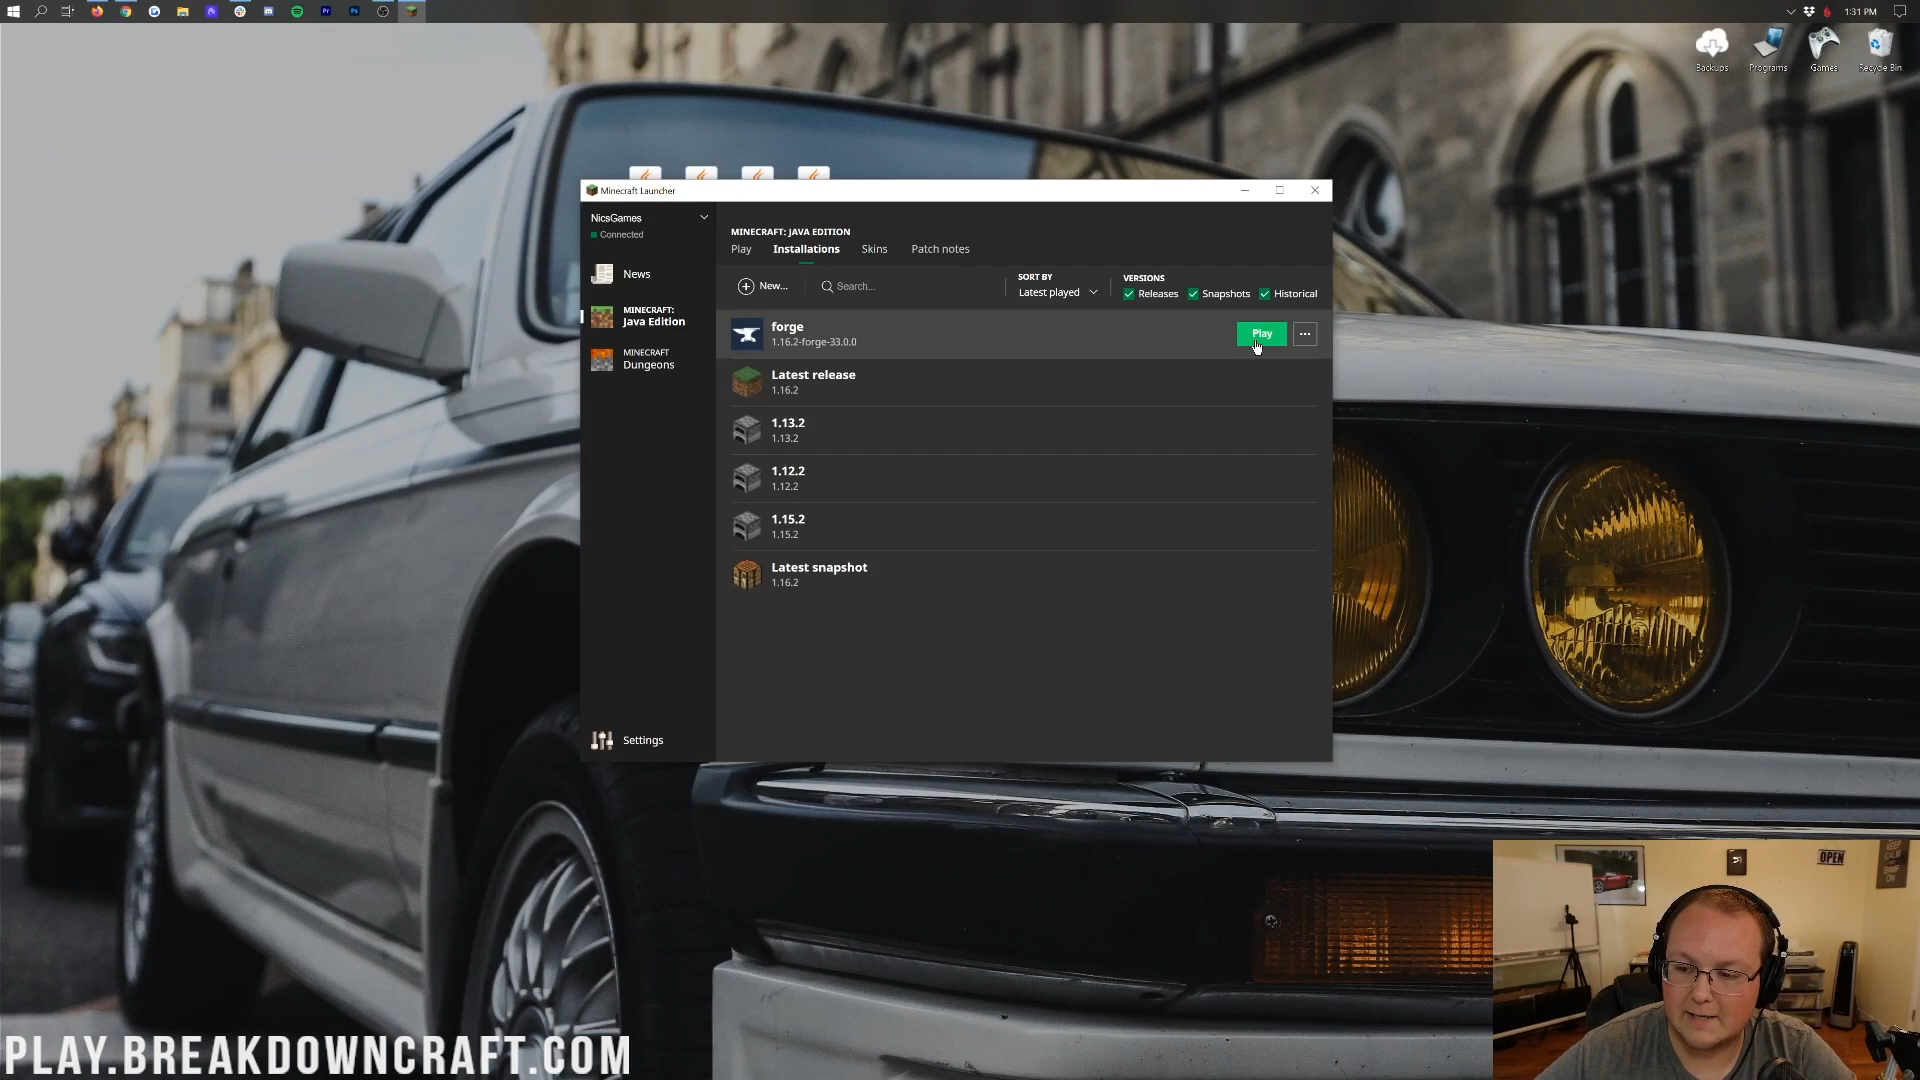 1:31 PM
Backups
Programs
Games
Recycle Bin
Minecraft Launcher
NicsGames
Connected
News
MINECRAFT:
Java Edition
MINECRAFT
Dungeons
Settings
MINECRAFT: JAVA EDITION
Play
Installations
Skins
Patch notes
New...
Search...
SORT BY
Latest played
VERSIONS
Releases
Snapshots
Historical
forge
1.16.2-forge-33.0.0
Play
...
Latest release
1.16.2
1.13.2
1.13.2
1.12.2
1.12.2
1.15.2
1.15.2
Latest snapshot
1.16.2
OPEN
KEEP
CALM
AND
PLAY.BREAKDOWNCRAFT.COM